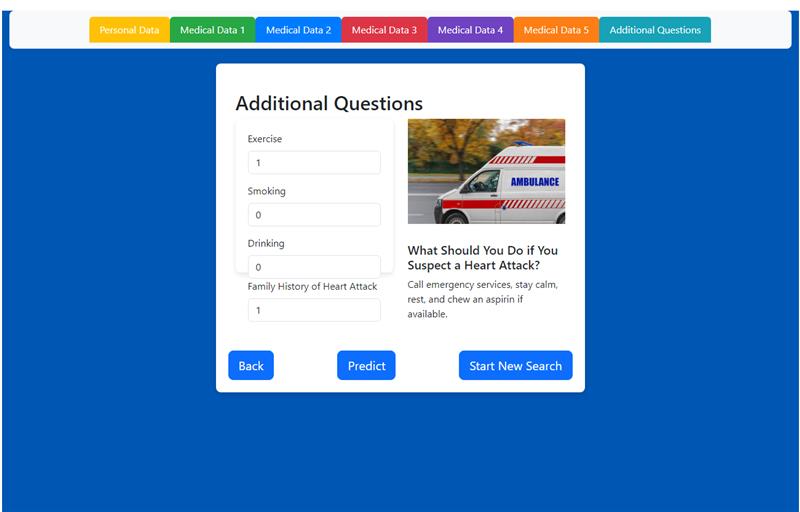 Personal Data
Medical Data 1
Medical Data 2
Medical Data 3
Medical Data 4
Medical Data 5
Additional Questions
Additional Questions
Exercise
1
Smoking
0
Drinking
0
Family History of Heart Attack
1
AMBULANCE
What Should You Do if You
Suspect a Heart Attack?
Call emergency services, stay calm,
rest, and chew an aspirin if
available.
Back
Predict
Start New Search